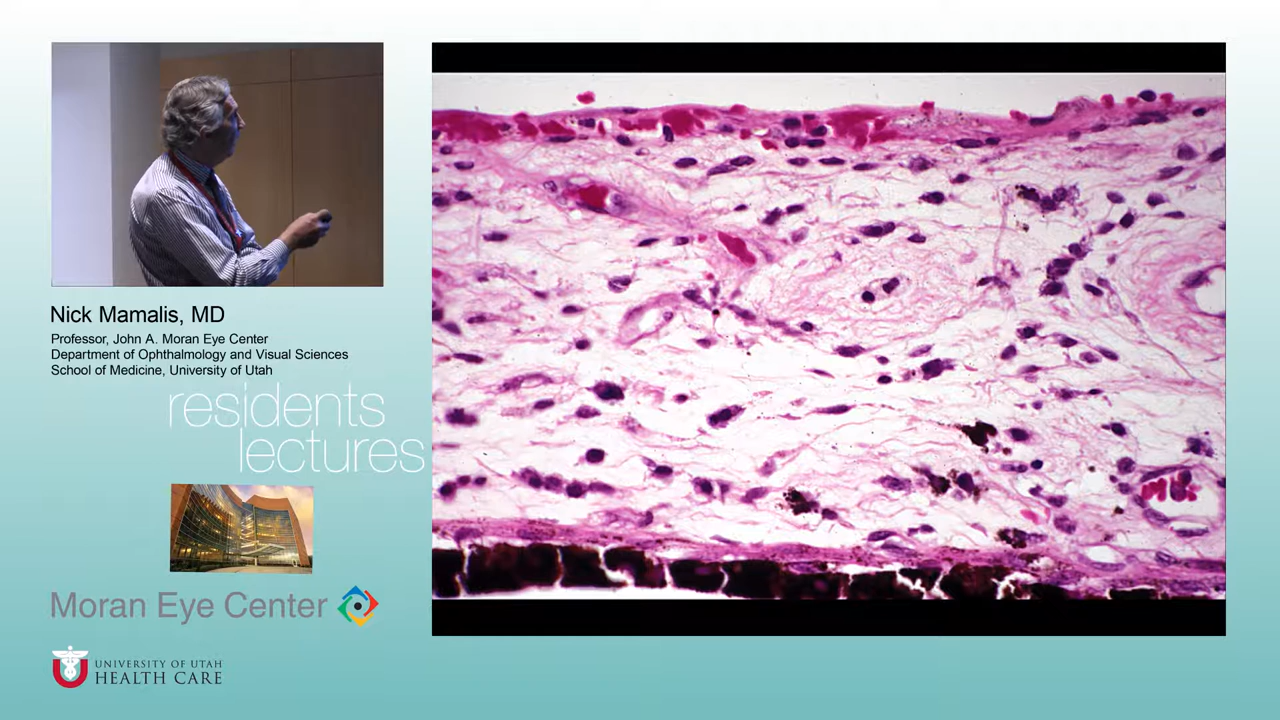 Nick Mamalis, MD
Professor, John A. Moran Eye Center
Department of Ophthalmology and Visual Sciences
School of Medicine, University of Utah
residents
lectures
Moran Eye Center
UNIVERSITY OF UTAH
HEALTH CARE